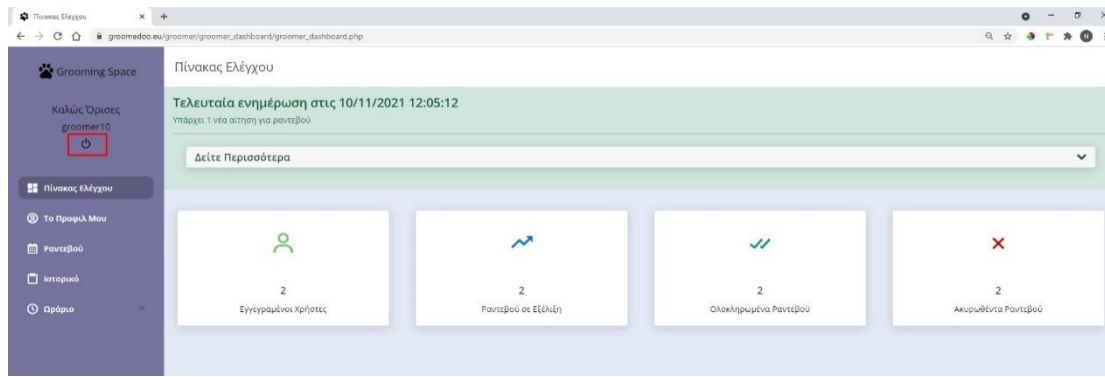 Πίνακας Ελέγχου
groomedoo.eu/groomer/groomer_dashboard/groomer_dashboard.php
N
Grooming Space
Καλώς Όρισες
groomer10
Πίνακας Ελέγχου
Το Προφιλ Μου
Ραντεβού
Ιστορικό
Ωράριο
Πίνακας Ελέγχου
Τελευταία ενημέρωση στις 10/11/2021 12:05:12
Υπάρχει 1 νέα αίτηση για ραντεβού
Δείτε Περισσότερα
2
Εγγεγραμένοι Χρήστες
2
Ραντεβού σε Εξέλιξη
2
Ολοκληρωμένα Ραντεβού
2
Ακυρωθέντα Ραντεβού